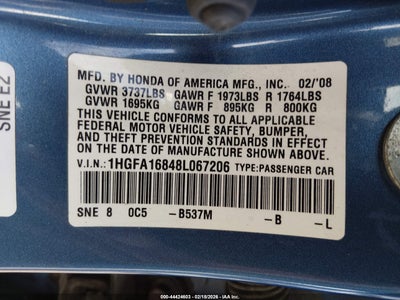 SNE E2
MFD. BY HONDA OF AMERICA MFG., INC. 02/'08
GVWR 3737LBS GAWR F 1973LBS R 1764LBS
GVWR 1695KG GAWR F 895KG R 800KG
THIS VEHICLE CONFORMS TO ALL APPLICABLE
FEDERAL MOTOR VEHICLE SAFETY, BUMPER,
AND THEFT PREVENTION STANDARDS IN EFFECT
ON THE DATE OF MANUFACTURE SHOWN ABOVE.
V.I.N.: 1HGFA16848L067206 TYPE:PASSENGER CAR
SNE 8 0C5 -B537M -B -L
000-44424603 - 02/18/2026 - IAAI.COM